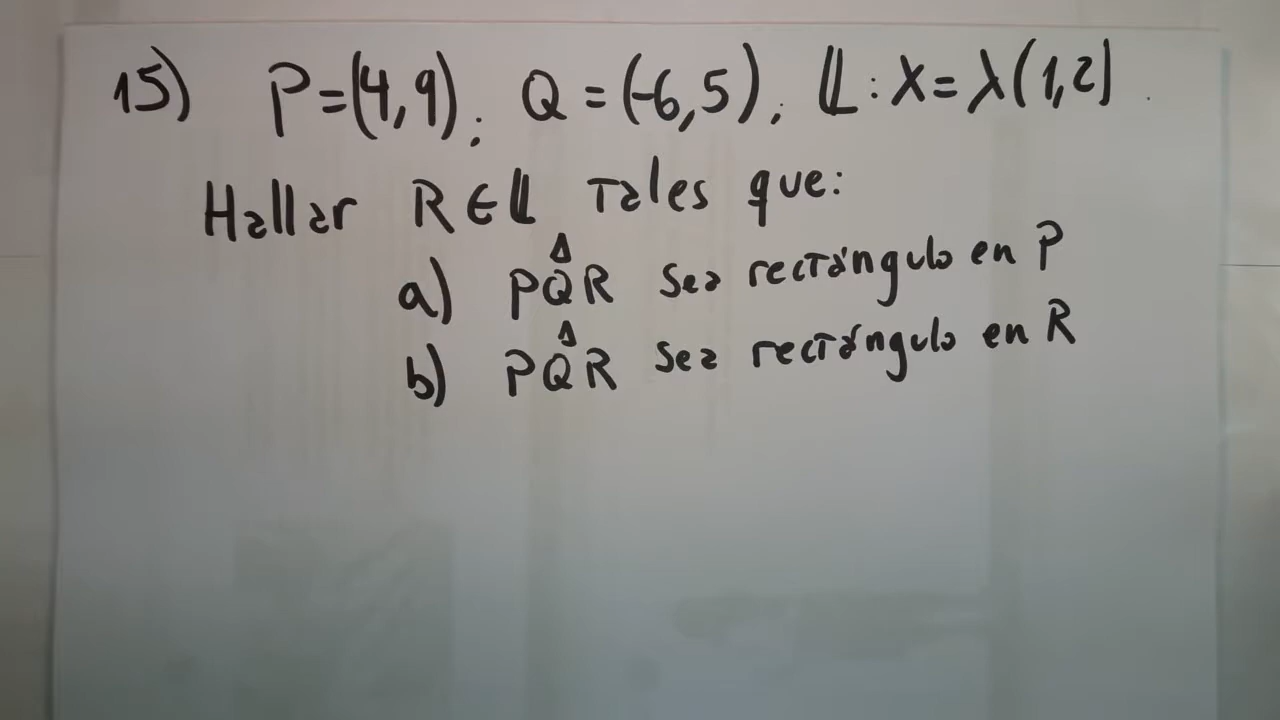 15) P=(4,9); Q=(-6,5); 𝕃: X=λ(1,2).
Hallar R∈𝕃 tales que:
a) PQ̂R sea rectángulo en P
b) PQ̂R sea rectángulo en R